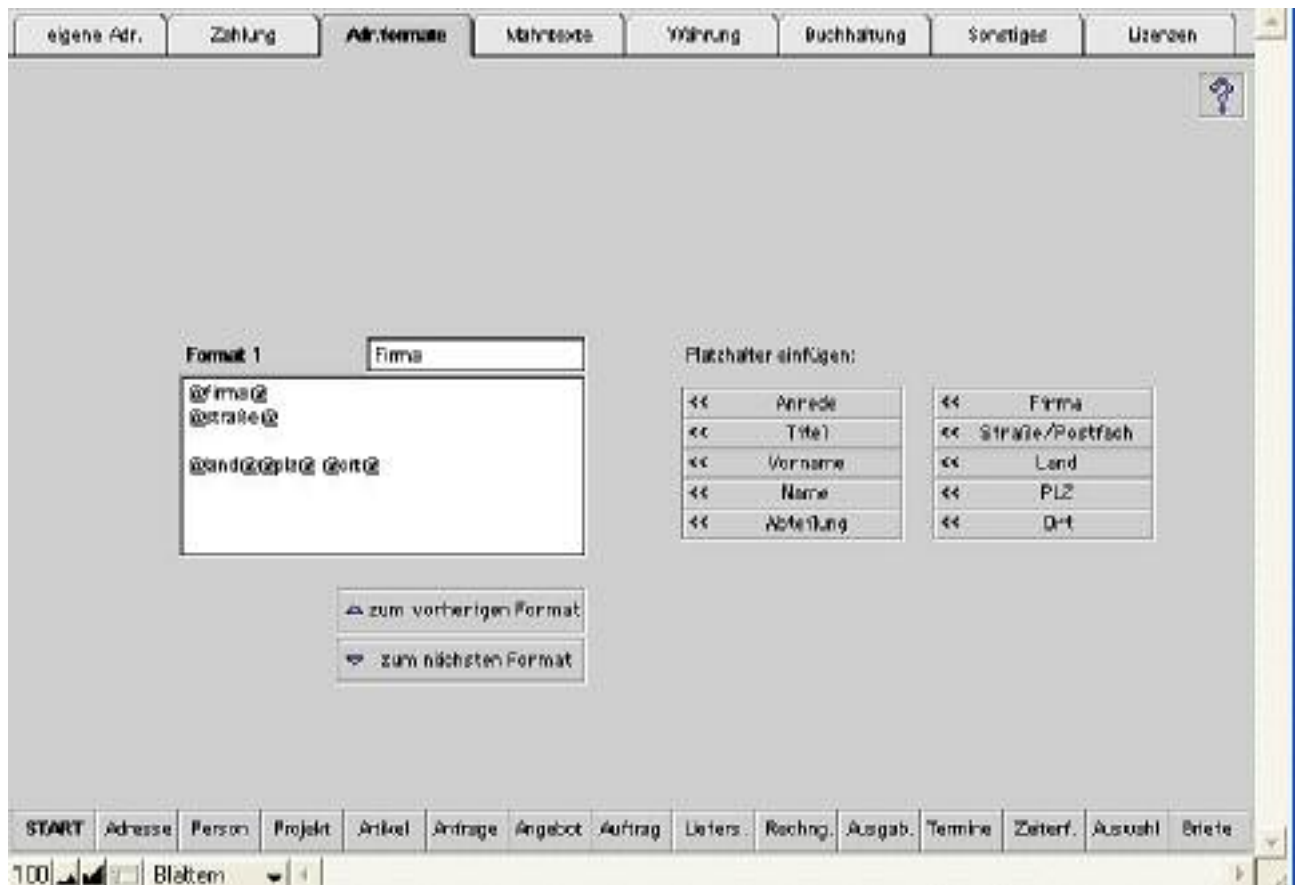 eigene Adr. Zahlung Adr.formate Mahntexte Währung Buchhaltung Sonstiges Lizenzen
?
Format 1 Firma
@firma@
@straße@
@land@@plz@ @ort@
Platzhalter einfügen:
<< Anrede << Firma
<< Titel << Straße/Postfach
<< Vorname << Land
<< Name << PLZ
<< Abteilung << Ort
zum vorherigen Format
zum nächsten Format
START Adresse Person Projekt Artikel Anfrage Angebot Auftrag Liefers. Rechng. Ausgab. Termine Zeiterf. Auswahl Briefe
100 Blättern